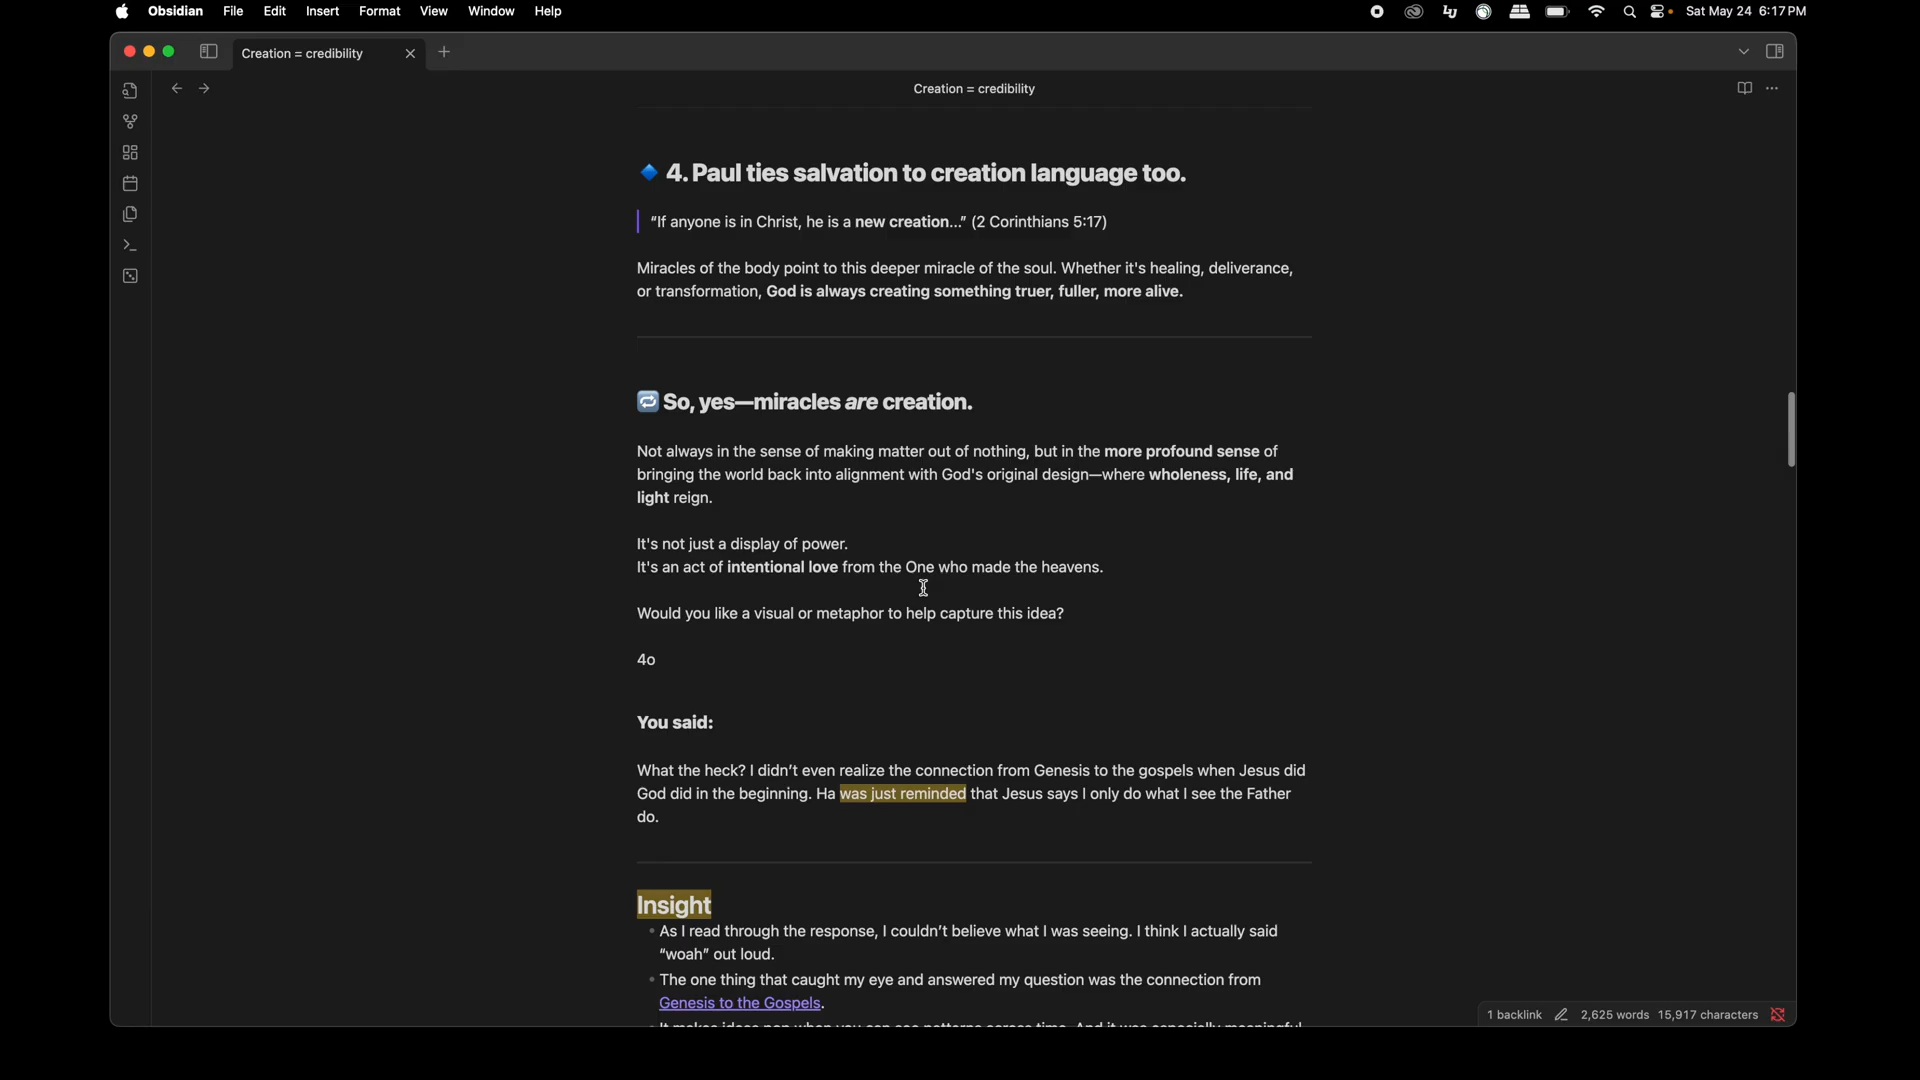 Obsidian File Edit Insert Format View Window Help Sat May 24 6:17 PM
Creation = credibility
Creation = credibility
4. Paul ties salvation to creation language too.
“If anyone is in Christ, he is a new creation...” (2 Corinthians 5:17)
Miracles of the body point to this deeper miracle of the soul. Whether it's healing, deliverance,
or transformation, God is always creating something truer, fuller, more alive.
So, yes—miracles are creation.
Not always in the sense of making matter out of nothing, but in the more profound sense of
bringing the world back into alignment with God's original design—where wholeness, life, and
light reign.
It's not just a display of power.
It's an act of intentional love from the One who made the heavens.
Would you like a visual or metaphor to help capture this idea?
4o
You said:
What the heck? I didn’t even realize the connection from Genesis to the gospels when Jesus did
God did in the beginning. Ha was just reminded that Jesus says I only do what I see the Father
do.
Insight
As I read through the response, I couldn’t believe what I was seeing. I think I actually said
“woah” out loud.
The one thing that caught my eye and answered my question was the connection from
Genesis to the Gospels.
1 backlink 2,625 words 15,917 characters